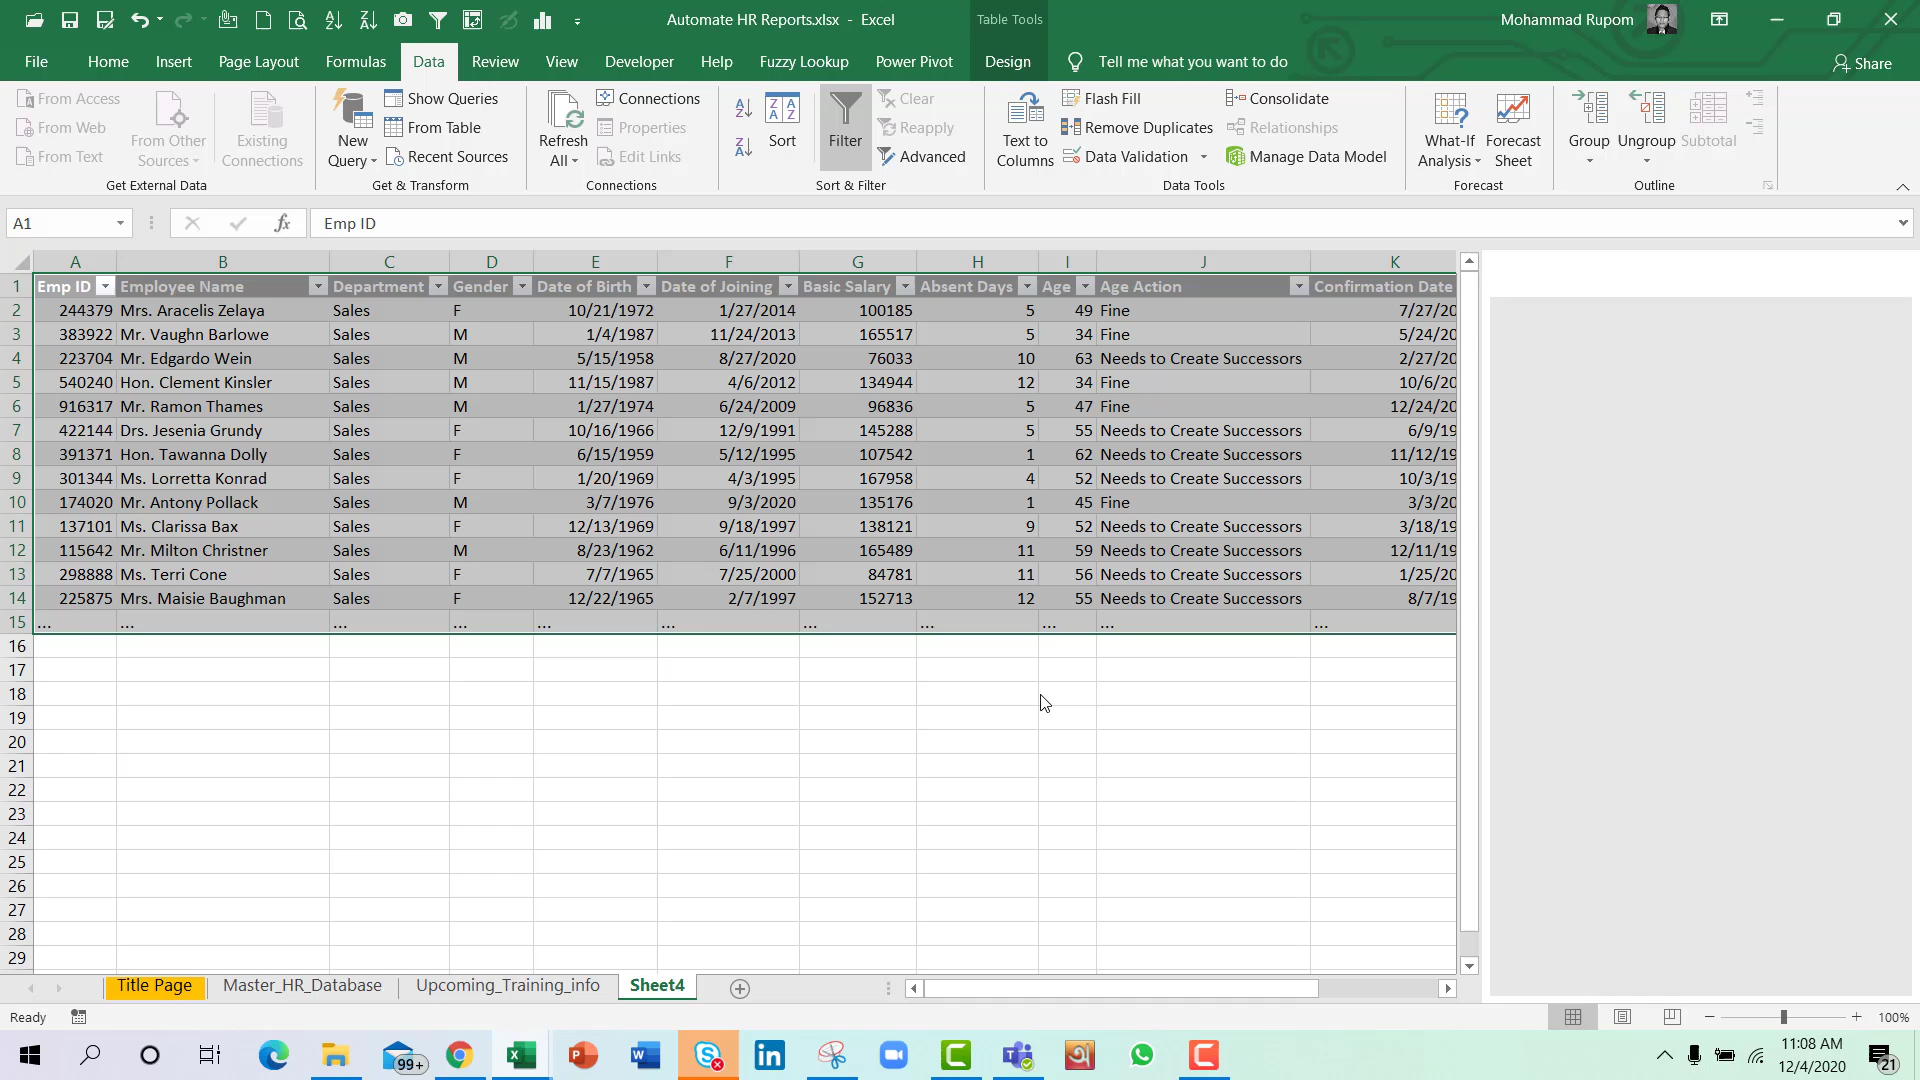 Automate HR Reports.xlsx - Excel
Table Tools
Mohammad Rupom
File Home Insert Page Layout Formulas Data Review View Developer Help Fuzzy Lookup Power Pivot Design Tell me what you want to do Share
From Access
From Web
From Text
From Other Sources
Existing Connections
Get External Data
New Query
Show Queries
From Table
Recent Sources
Get & Transform
Refresh All
Connections
Properties
Edit Links
Connections
Sort
Filter
Clear
Reapply
Advanced
Sort & Filter
Text to Columns
Flash Fill
Remove Duplicates
Data Validation
Consolidate
Relationships
Manage Data Model
Data Tools
What-If Analysis
Forecast Sheet
Forecast
Group
Ungroup
Subtotal
Outline
A1 fx Emp ID
A B C D E F G H I J K
1 Emp ID Employee Name Department Gender Date of Birth Date of Joining Basic Salary Absent Days Age Age Action Confirmation Date
2 244379 Mrs. Aracelis Zelaya Sales F 10/21/1972 1/27/2014 100185 5 49 Fine 7/27/20
3 383922 Mr. Vaughn Barlowe Sales M 1/4/1987 11/24/2013 165517 5 34 Fine 5/24/20
4 223704 Mr. Edgardo Wein Sales M 5/15/1958 8/27/2020 76033 10 63 Needs to Create Successors 2/27/20
5 540240 Hon. Clement Kinsler Sales M 11/15/1987 4/6/2012 134944 12 34 Fine 10/6/20
6 916317 Mr. Ramon Thames Sales M 1/27/1974 6/24/2009 96836 5 47 Fine 12/24/20
7 422144 Drs. Jesenia Grundy Sales F 10/16/1966 12/9/1991 145288 5 55 Needs to Create Successors 6/9/19
8 391371 Hon. Tawanna Dolly Sales F 6/15/1959 5/12/1995 107542 1 62 Needs to Create Successors 11/12/19
9 301344 Ms. Lorretta Konrad Sales F 1/20/1969 4/3/1995 167958 4 52 Needs to Create Successors 10/3/19
10 174020 Mr. Antony Pollack Sales M 3/7/1976 9/3/2020 135176 1 45 Fine 3/3/20
11 137101 Ms. Clarissa Bax Sales F 12/13/1969 9/18/1997 138121 9 52 Needs to Create Successors 3/18/19
12 115642 Mr. Milton Christner Sales M 8/23/1962 6/11/1996 165489 11 59 Needs to Create Successors 12/11/19
13 298888 Ms. Terri Cone Sales F 7/7/1965 7/25/2000 84781 11 56 Needs to Create Successors 1/25/20
14 225875 Mrs. Maisie Baughman Sales F 12/22/1965 2/7/1997 152713 12 55 Needs to Create Successors 8/7/19
15 ... ... ... ... ... ... ... ... ... ... ...
16
17
18
19
20
21
22
23
24
25
26
27
28
29
Title Page Master_HR_Database Upcoming_Training_info Sheet4
Ready 100%
99+
11:08 AM
12/4/2020
21